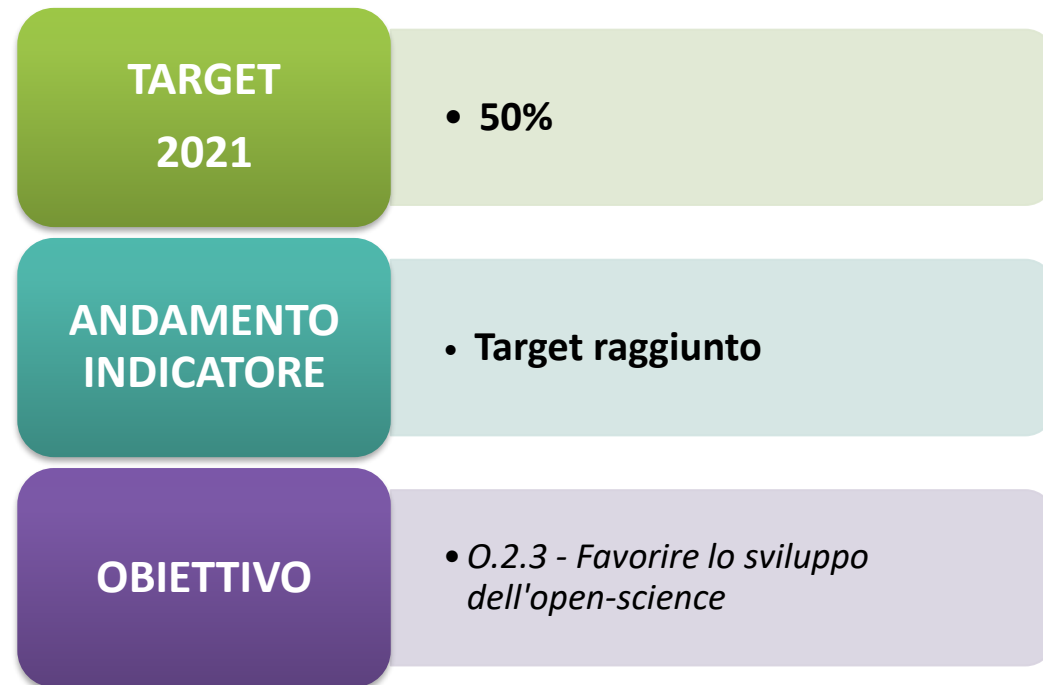 TARGET
2021
• 50%
ANDAMENTO
INDICATORE
• Target raggiunto
OBIETTIVO
• O.2.3 - Favorire lo sviluppo
dell'open-science